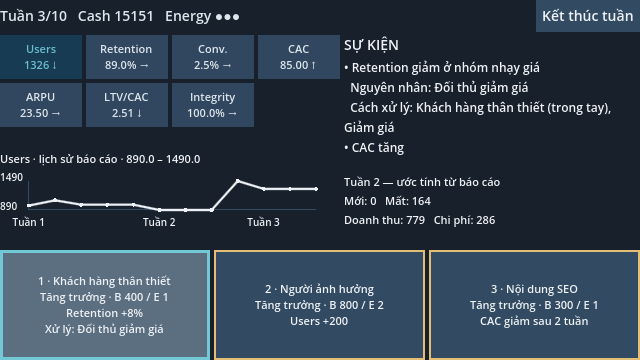 Tuần 3/10 Cash 15151 Energy ●●●
Kết thúc tuần
Users
1326 ↓
Retention
89.0% →
Conv.
2.5% →
CAC
85.00 ↑
ARPU
23.50 →
LTV/CAC
2.51 ↓
Integrity
100.0% →
Users · lịch sử báo cáo · 890.0 – 1490.0
1490
890
Tuần 1
Tuần 2
Tuần 3
SỰ KIỆN
• Retention giảm ở nhóm nhạy giá
Nguyên nhân: Đối thủ giảm giá
Cách xử lý: Khách hàng thân thiết (trong tay),
Giảm giá
• CAC tăng
Tuần 2 — ước tính từ báo cáo
Mới: 0 Mất: 164
Doanh thu: 779 Chi phí: 286
1 · Khách hàng thân thiết
Tăng trưởng · B 400 / E 1
Retention +8%
Xử lý: Đối thủ giảm giá
2 · Người ảnh hưởng
Tăng trưởng · B 800 / E 2
Users +200
3 · Nội dung SEO
Tăng trưởng · B 300 / E 1
CAC giảm sau 2 tuần